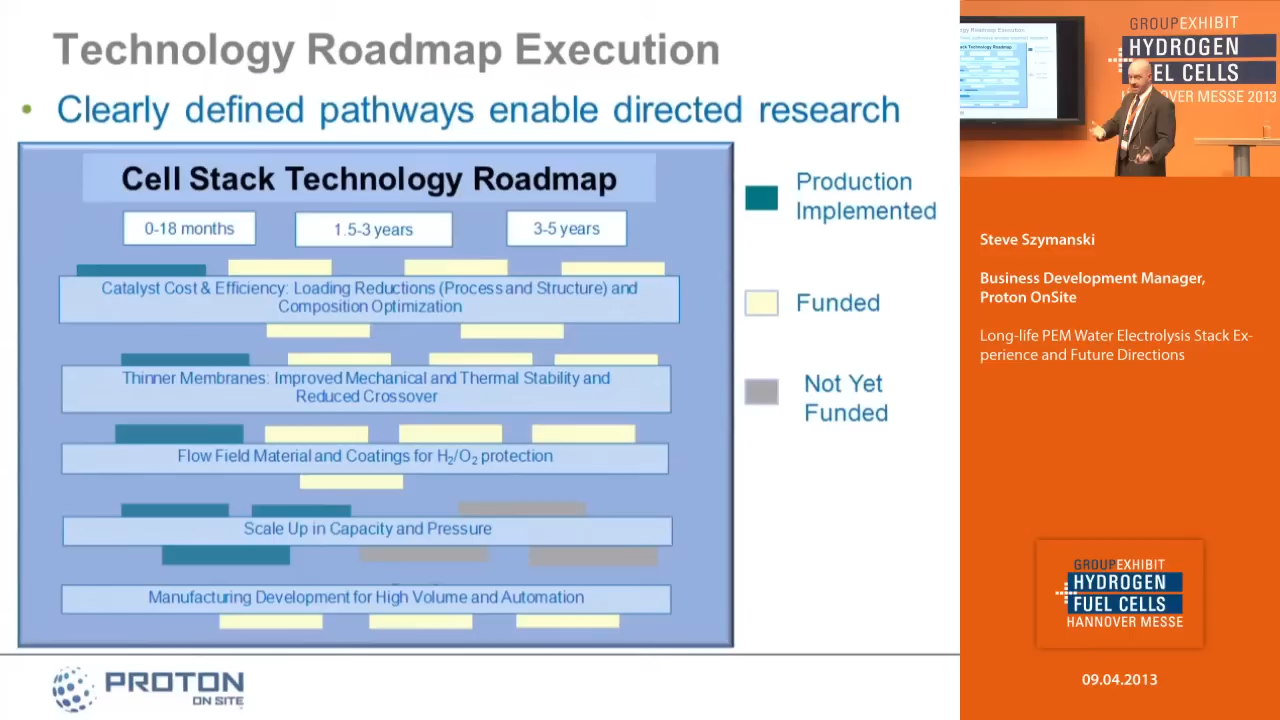 Technology Roadmap Execution
• Clearly defined pathways enable directed research
Cell Stack Technology Roadmap
0-18 months
1.5-3 years
3-5 years
Catalyst Cost & Efficiency: Loading Reductions (Process and Structure) and
Composition Optimization
Thinner Membranes: Improved Mechanical and Thermal Stability and
Reduced Crossover
Flow Field Material and Coatings for H₂/O₂ protection
Scale Up in Capacity and Pressure
Manufacturing Development for High Volume and Automation
Production
Implemented
Funded
Not Yet
Funded
PROTON
ON SITE
GROUPEXHIBIT
HYDROGEN
FUEL CELLS
HANNOVER MESSE 2013
Steve Szymanski
Business Development Manager,
Proton OnSite
Long-life PEM Water Electrolysis Stack Ex-
perience and Future Directions
GROUPEXHIBIT
HYDROGEN
FUEL CELLS
HANNOVER MESSE
09.04.2013